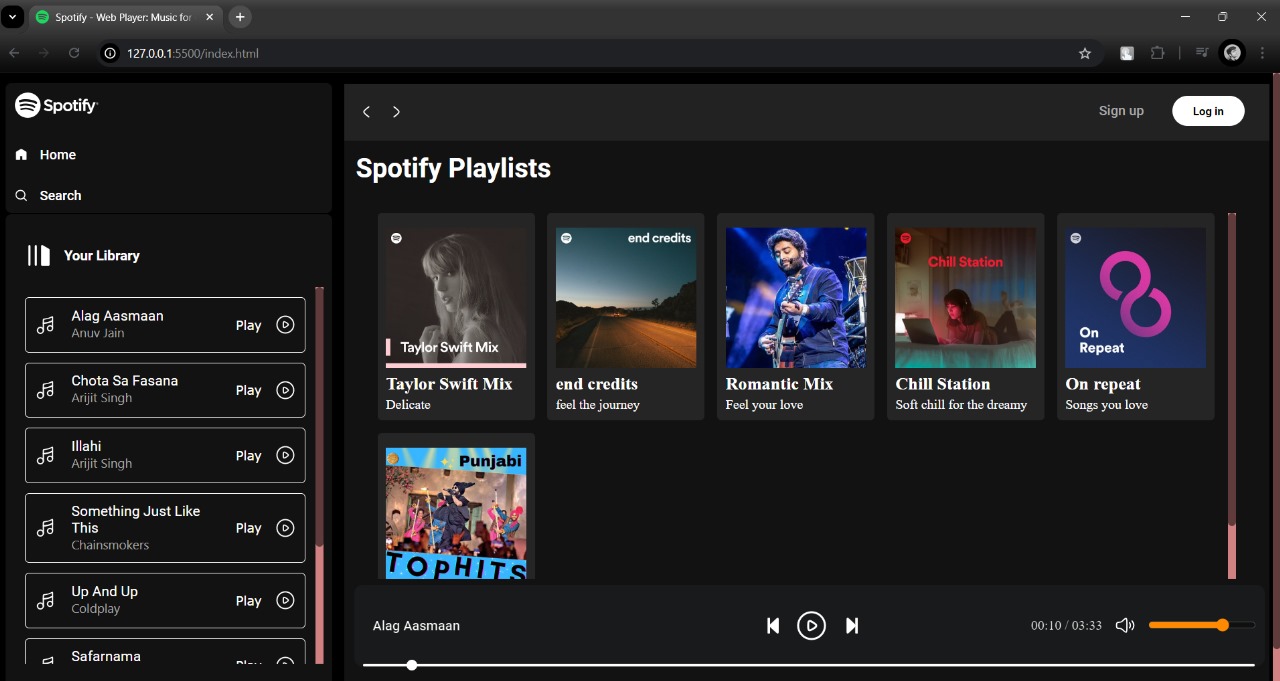 Spotify - Web Player: Music for
127.0.0.1:5500/index.html
Spotify
Home
Search
Your Library
Alag Aasmaan
Anuv Jain
Play
Chota Sa Fasana
Arijit Singh
Play
Illahi
Arijit Singh
Play
Something Just Like
This
Chainsmokers
Play
Up And Up
Coldplay
Play
Safarnama
Play
Sign up
Log in
Spotify Playlists
Taylor Swift Mix
Taylor Swift Mix
Delicate
end credits
end credits
feel the journey
Romantic Mix
Feel your love
Chill Station
Chill Station
Soft chill for the dreamy
On
Repeat
On repeat
Songs you love
Punjabi
TOPHITS
Alag Aasmaan
00:10 / 03:33